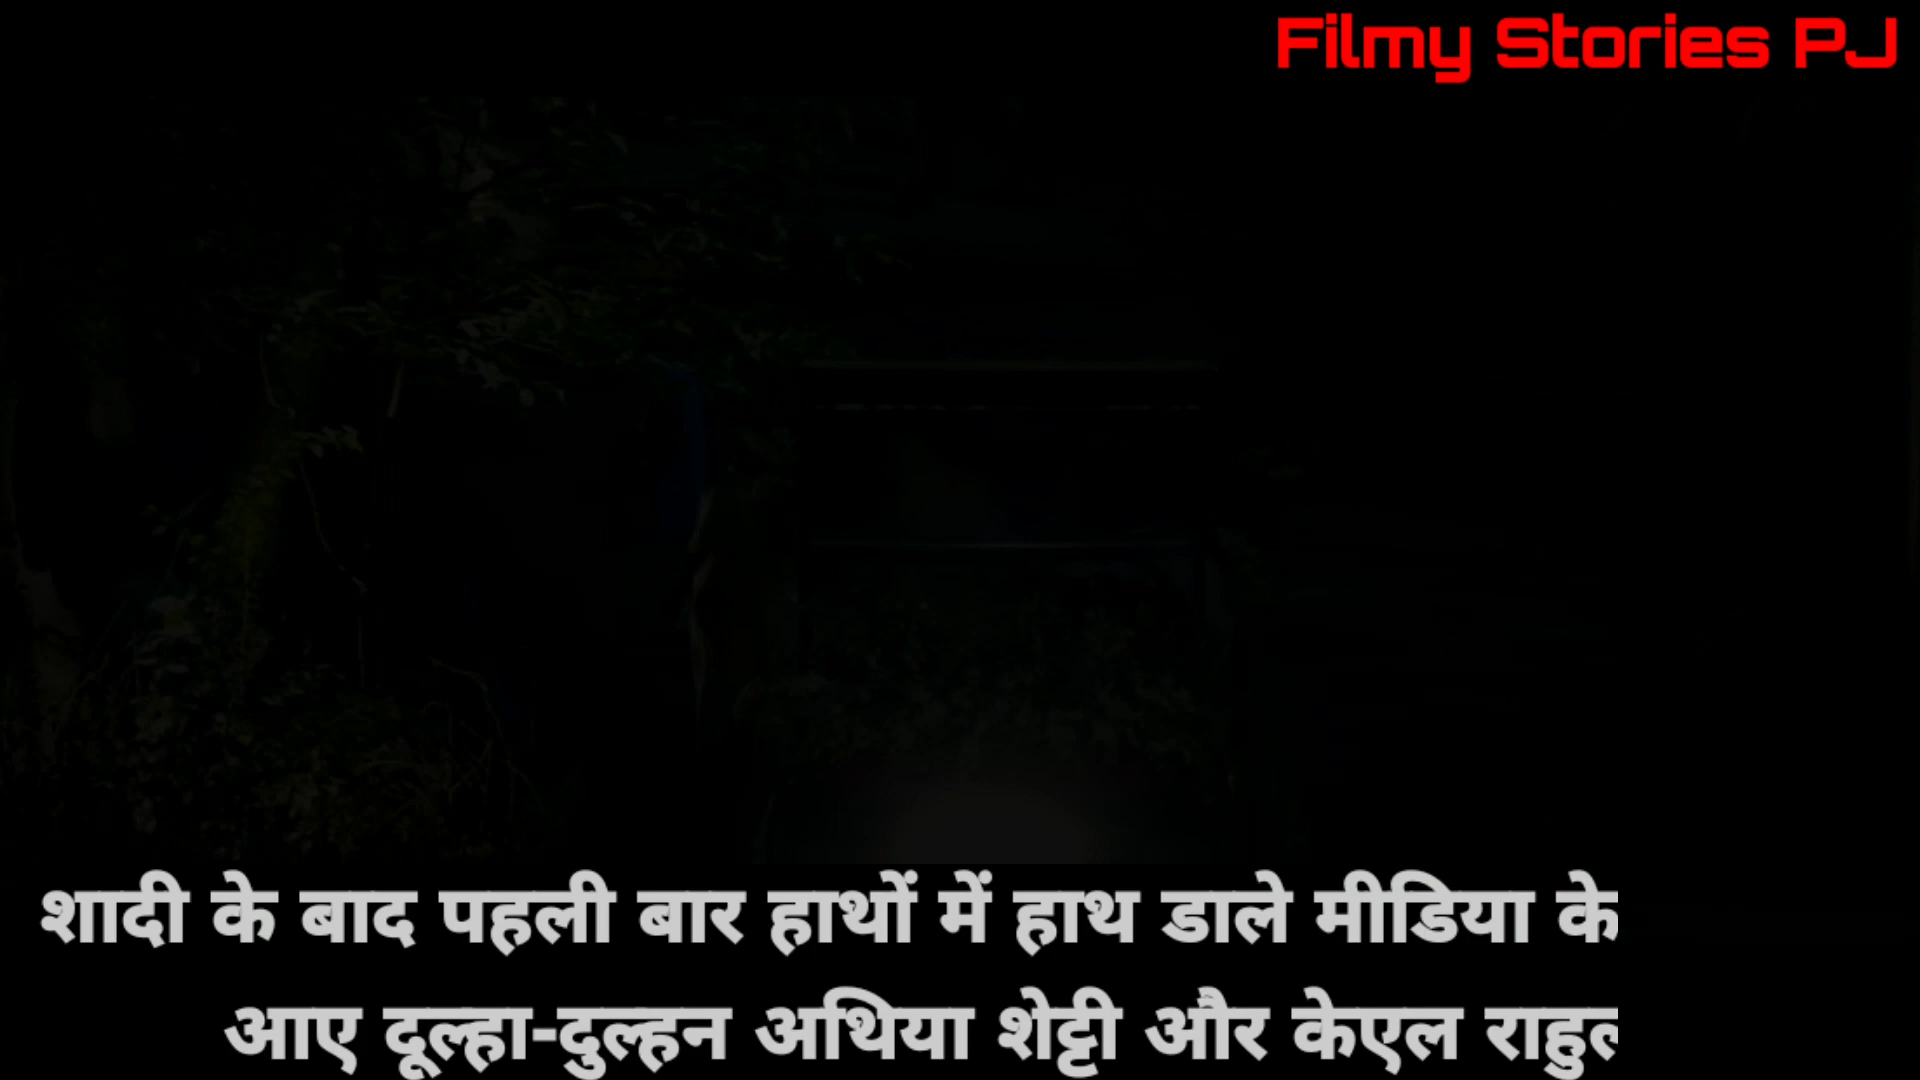 Filmy Stories PJ
शादी के बाद पहली बार हाथों में हाथ डाले मीडिया के
आए दूल्हा-दुल्हन अथिया शेट्टी और केएल राहुल